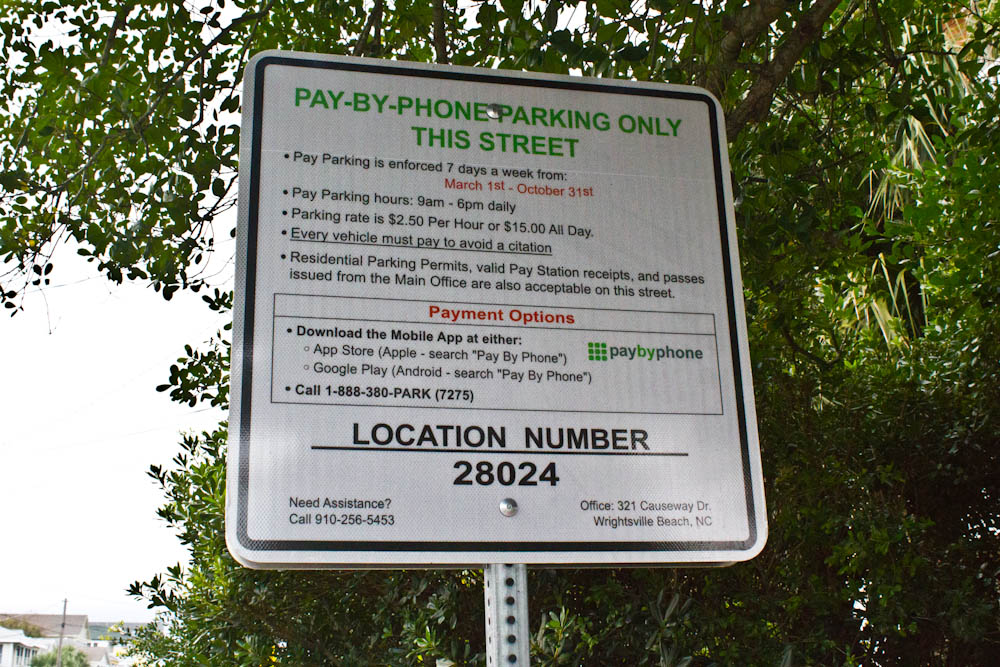 PAY-BY-PHONE PARKING ONLY
THIS STREET
• Pay Parking is enforced 7 days a week from:
March 1st - October 31st
• Pay Parking hours: 9am - 6pm daily
• Parking rate is $2.50 Per Hour or $15.00 All Day.
• Every vehicle must pay to avoid a citation
• Residential Parking Permits, valid Pay Station receipts, and passes
issued from the Main Office are also acceptable on this street.
Payment Options
• Download the Mobile App at either:
○ App Store (Apple - search "Pay By Phone")
○ Google Play (Android - search "Pay By Phone")
paybyphone
• Call 1-888-380-PARK (7275)
LOCATION NUMBER
28024
Need Assistance?
Call 910-256-5453
Office: 321 Causeway Dr.
Wrightsville Beach, NC